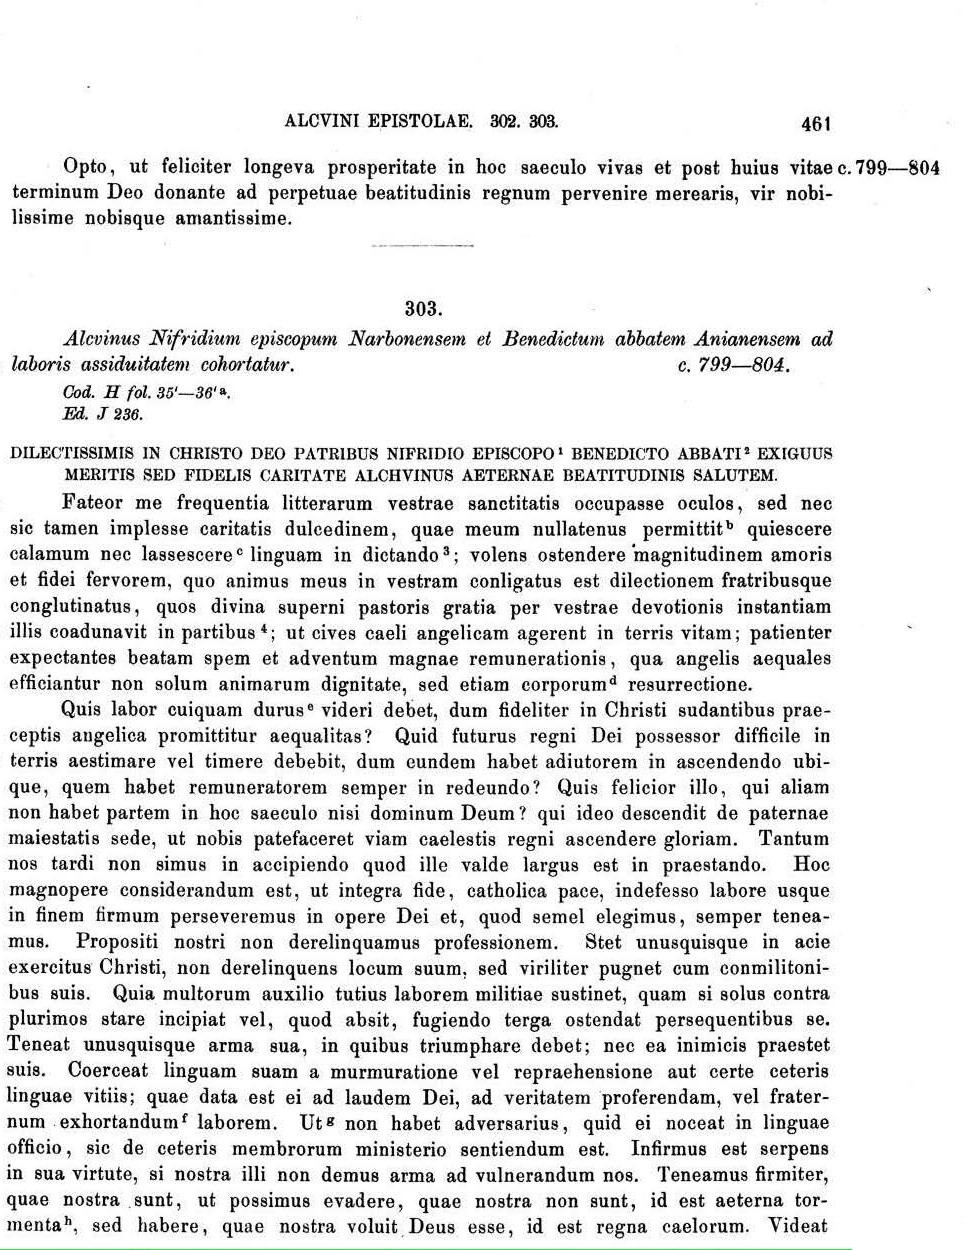 ALCVINI EPISTOLAE. 302. 303. 461
Opto, ut feliciter longeva prosperitate in hoc saeculo vivas et post huius vitae c. 799—804
terminum Deo donante ad perpetuae beatitudinis regnum pervenire merearis, vir nobi-
lissime nobisque amantissime.
303.
Alcvinus Nifridium episcopum Narbonensem et Benedictum abbatem Anianensem ad
laboris assiduitatem cohortatur. c. 799—804.
Cod. H fol. 35'—36' a.
Ed. J 236.
DILECTISSIMIS IN CHRISTO DEO PATRIBUS NIFRIDIO EPISCOPO 1 BENEDICTO ABBATI 2 EXIGUUS
MERITIS SED FIDELIS CARITATE ALCHVINUS AETERNAE BEATITUDINIS SALUTEM.
Fateor me frequentia litterarum vestrae sanctitatis occupasse oculos, sed nec
sic tamen implesse caritatis dulcedinem, quae meum nullatenus permittit b quiescere
calamum nec lassescere c linguam in dictando 3; volens ostendere magnitudinem amoris
et fidei fervorem, quo animus meus in vestram conligatus est dilectionem fratribusque
conglutinatus, quos divina superni pastoris gratia per vestrae devotionis instantiam
illis coadunavit in partibus 4; ut cives caeli angelicam agerent in terris vitam; patienter
expectantes beatam spem et adventum magnae remunerationis, qua angelis aequales
efficiantur non solum animarum dignitate, sed etiam corporum d resurrectione.
Quis labor cuiquam durus e videri debet, dum fideliter in Christi sudantibus prae-
ceptis angelica promittitur aequalitas? Quid futurus regni Dei possessor difficile in
terris aestimare vel timere debebit, dum eundem habet adiutorem in ascendendo ubi-
que, quem habet remuneratorem semper in redeundo? Quis felicior illo, qui aliam
non habet partem in hoc saeculo nisi dominum Deum? qui ideo descendit de paternae
maiestatis sede, ut nobis patefaceret viam caelestis regni ascendere gloriam. Tantum
nos tardi non simus in accipiendo quod ille valde largus est in praestando. Hoc
magnopere considerandum est, ut integra fide, catholica pace, indefesso labore usque
in finem firmum perseveremus in opere Dei et, quod semel elegimus, semper tenea-
mus. Propositi nostri non derelinquamus professionem. Stet unusquisque in acie
exercitus Christi, non derelinquens locum suum, sed viriliter pugnet cum conmilitoni-
bus suis. Quia multorum auxilio tutius laborem militiae sustinet, quam si solus contra
plurimos stare incipiat vel, quod absit, fugiendo terga ostendat persequentibus se.
Teneat unusquisque arma sua, in quibus triumphare debet; nec ea inimicis praestet
suis. Coerceat linguam suam a murmuratione vel repraehensione aut certe ceteris
linguae vitiis; quae data est ei ad laudem Dei, ad veritatem proferendam, vel frater-
num exhortandum f laborem. Ut g non habet adversarius, quid ei noceat in linguae
officio, sic de ceteris membrorum ministerio sentiendum est. Infirmus est serpens
in sua virtute, si nostra illi non demus arma ad vulnerandum nos. Teneamus firmiter,
quae nostra sunt, ut possimus evadere, quae nostra non sunt, id est aeterna tor-
menta h, sed habere, quae nostra voluit Deus esse, id est regna caelorum. Videat